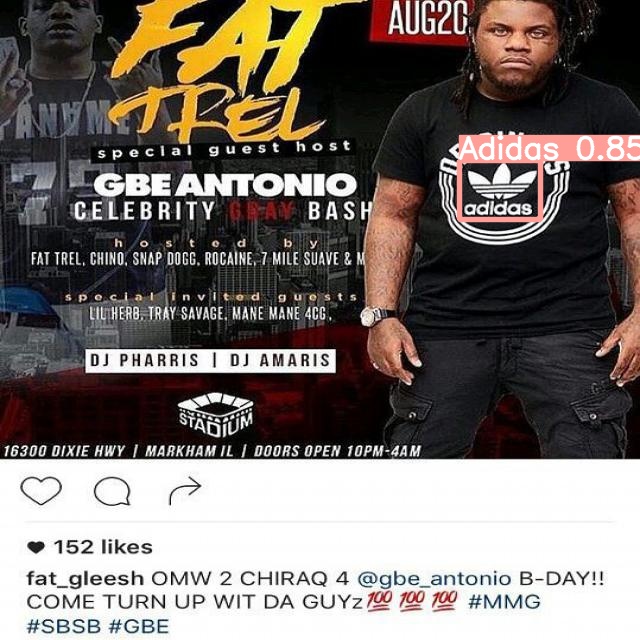 AUG20
FAT
TREL
special guest host
GBE ANTONIO
CELEBRITY GDAY BASH
hosted by
FAT TREL, CHINO, SNAP DOGG, ROCAINE, 7 MILE SUAVE & M
special invited guests
LIL HERB, TRAY SAVAGE, MANE MANE 4CG,
DJ PHARRIS | DJ AMARIS
STADIUM
16300 DIXIE HWY | MARKHAM IL | DOORS OPEN 10PM-4AM
Adidas 0.85
adidas
152 likes
fat_gleesh OMW 2 CHIRAQ 4 @gbe_antonio B-DAY!!
COME TURN UP WIT DA GUYz💯 💯 💯 #MMG
#SBSB #GBE